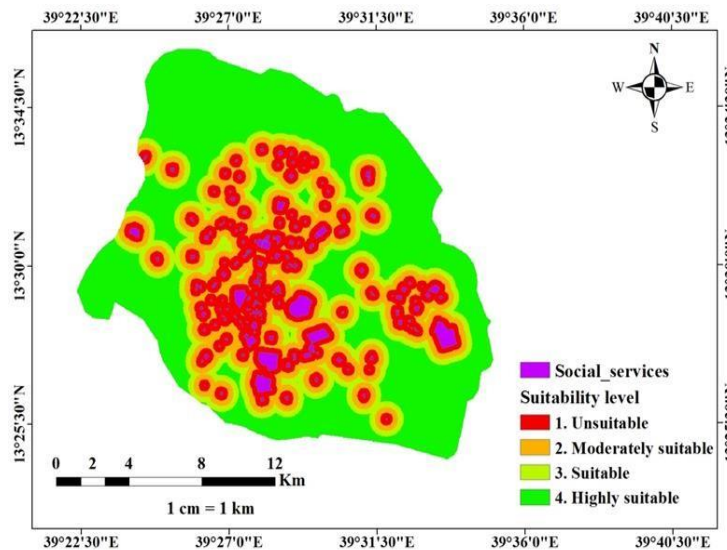 39°22'30"E 39°27'0"E 39°31'30"E 39°36'0"E 39°40'30"E
N
W E
S
13°34'30"N
13°30'0"N
13°25'30"N
Social_services
Suitability level
1. Unsuitable
2. Moderately suitable
3. Suitable
4. Highly suitable
0 2 4 8 12
Km
1 cm = 1 km
39°22'30"E 39°27'0"E 39°31'30"E 39°36'0"E 39°40'30"E